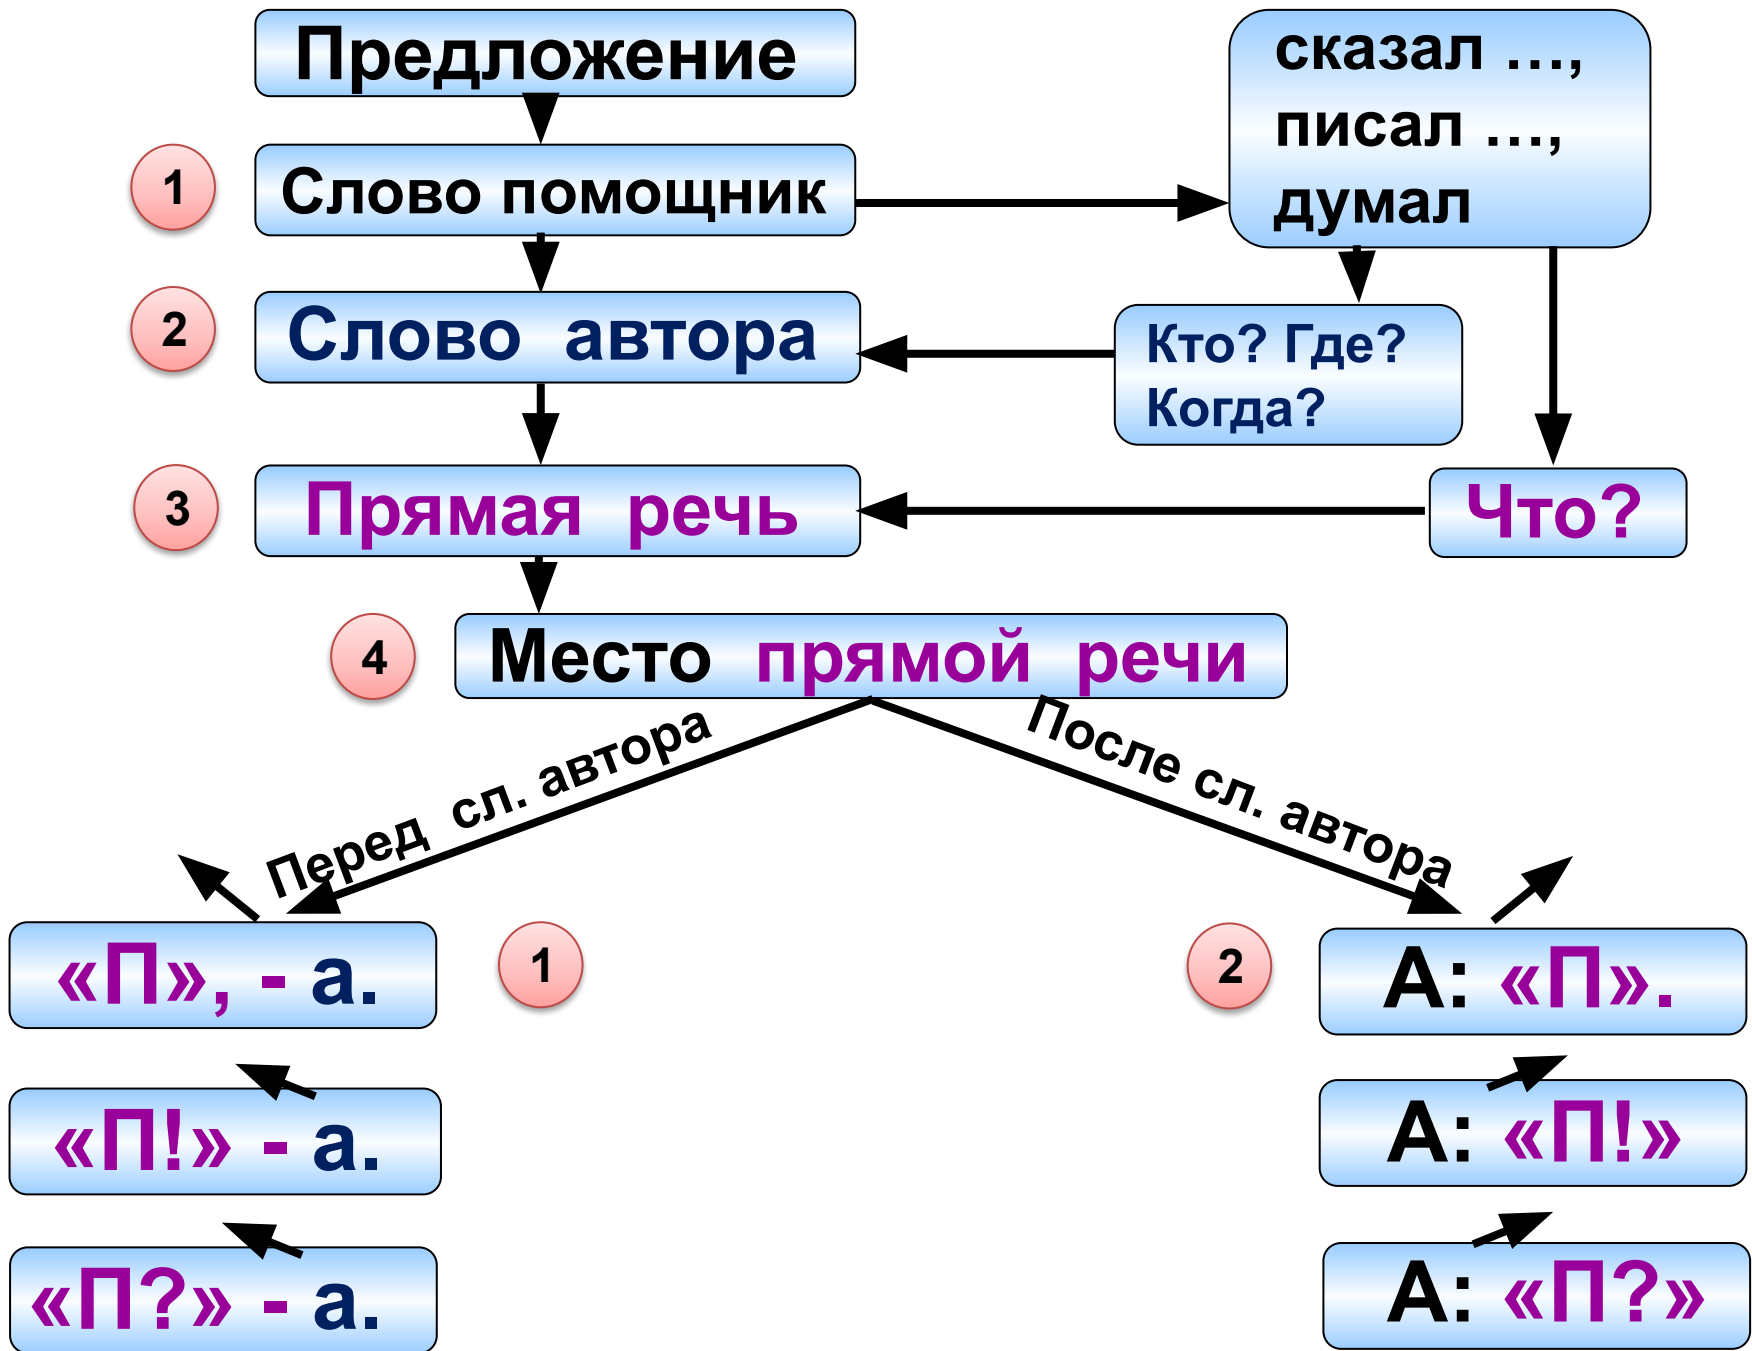 Предложение
сказал ...,
писал ...,
думал
1
Слово помощник
2
Слово автора
Кто? Где?
Когда?
3
Прямая речь
Что?
4
Место прямой речи
Перед сл. автора
После сл. автора
«П», - а.
1
2
А: «П».
«П!» - а.
А: «П!»
«П?» - а.
А: «П?»